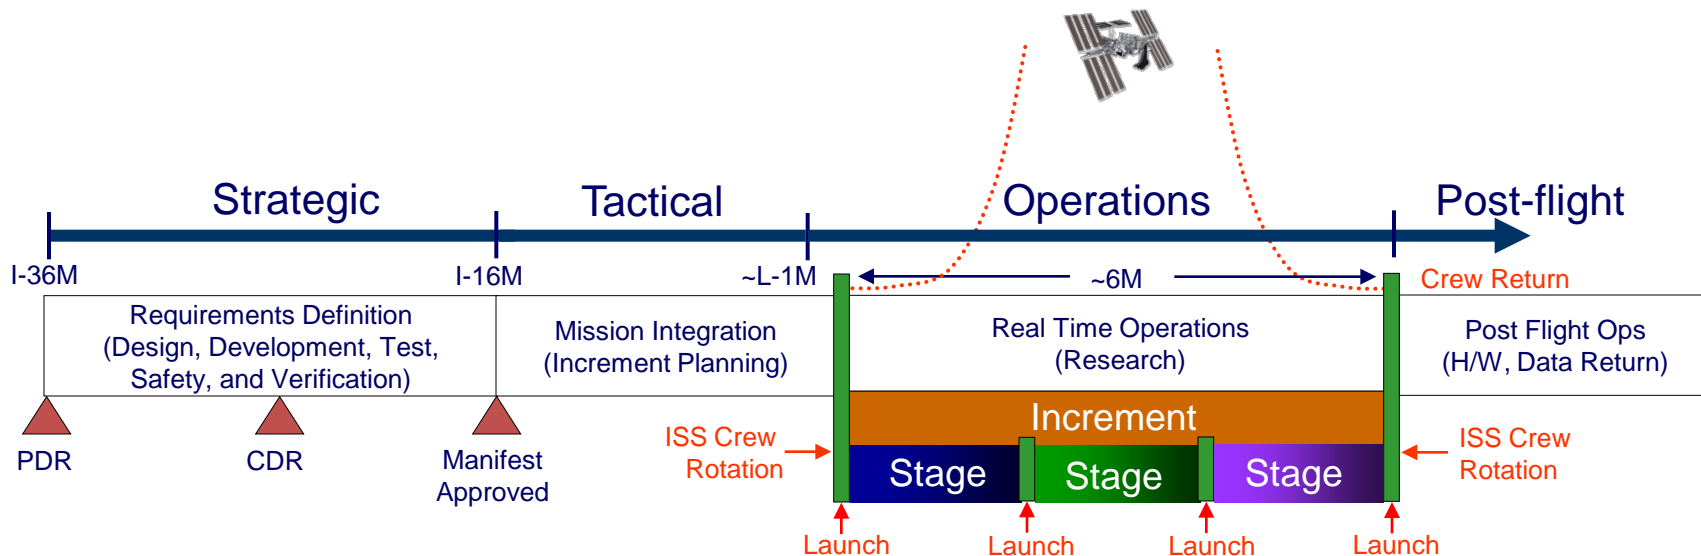 Strategic
Tactical
Operations
Post-flight
I-36M
I-16M
~L-1M
~6M
Crew Return
Requirements Definition
(Design, Development, Test,
Safety, and Verification)
Mission Integration
(Increment Planning)
Real Time Operations
(Research)
Post Flight Ops
(H/W, Data Return)
Increment
PDR
CDR
Manifest
Approved
ISS Crew
Rotation
Stage
Stage
Stage
ISS Crew
Rotation
Launch
Launch
Launch
Launch